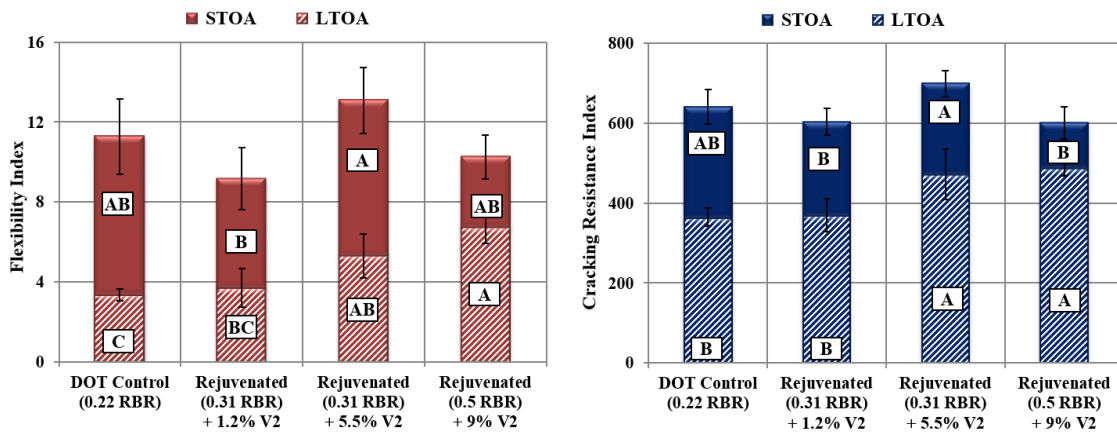 STOA LTOA
16
12
8
4
0
Flexibility Index
AB
B
A
AB
C
BC
AB
A
DOT Control
(0.22 RBR)
Rejuvenated
(0.31 RBR)
+ 1.2% V2
Rejuvenated
(0.31 RBR)
+ 5.5% V2
Rejuvenated
(0.5 RBR)
+ 9% V2
STOA LTOA
800
600
400
200
0
Cracking Resistance Index
AB
B
A
B
B
B
A
A
DOT Control
(0.22 RBR)
Rejuvenated
(0.31 RBR)
+ 1.2% V2
Rejuvenated
(0.31 RBR)
+ 5.5% V2
Rejuvenated
(0.5 RBR)
+ 9% V2